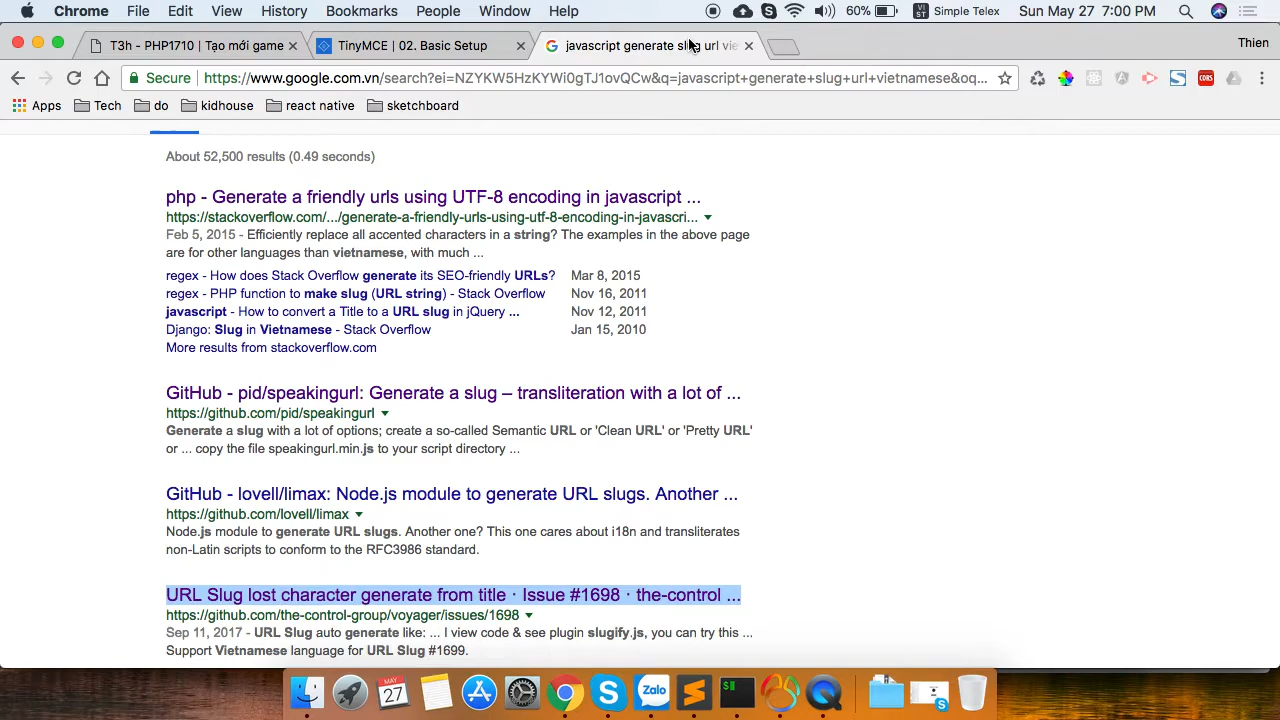 Chrome File Edit View History Bookmarks People Window Help 60% VI ST Simple Telex Sun May 27 7:00 PM
T3h - PHP1710 | Tạo mới game
TinyMCE | 02. Basic Setup
javascript generate slug url vie
Thien
Secure https://www.google.com.vn/search?ei=NZYKW5HzKYWi0gTJ1ovQCw&q=javascript+generate+slug+url+vietnamese&oq...
Apps Tech do kidhouse react native sketchboard
About 52,500 results (0.49 seconds)
php - Generate a friendly urls using UTF-8 encoding in javascript ...
https://stackoverflow.com/.../generate-a-friendly-urls-using-utf-8-encoding-in-javascri...
Feb 5, 2015 - Efficiently replace all accented characters in a string? The examples in the above page
are for other languages than vietnamese, with much ...
regex - How does Stack Overflow generate its SEO-friendly URLs? Mar 8, 2015
regex - PHP function to make slug (URL string) - Stack Overflow Nov 16, 2011
javascript - How to convert a Title to a URL slug in jQuery ... Nov 12, 2011
Django: Slug in Vietnamese - Stack Overflow Jan 15, 2010
More results from stackoverflow.com
GitHub - pid/speakingurl: Generate a slug – transliteration with a lot of ...
https://github.com/pid/speakingurl
Generate a slug with a lot of options; create a so-called Semantic URL or 'Clean URL' or 'Pretty URL'
or ... copy the file speakingurl.min.js to your script directory ...
GitHub - lovell/limax: Node.js module to generate URL slugs. Another ...
https://github.com/lovell/limax
Node.js module to generate URL slugs. Another one? This one cares about i18n and transliterates
non-Latin scripts to conform to the RFC3986 standard.
URL Slug lost character generate from title · Issue #1698 · the-control ...
https://github.com/the-control-group/voyager/issues/1698
Sep 11, 2017 - URL Slug auto generate like: ... I view code & see plugin slugify.js, you can try this ...
Support Vietnamese language for URL Slug #1699.
CORS
MAY
27
Zalo